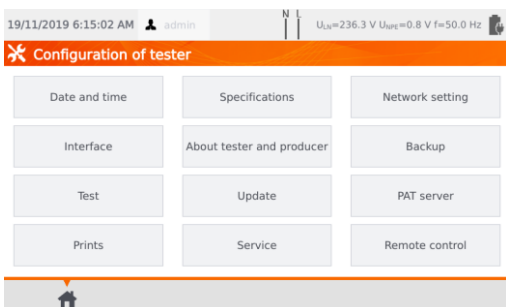 19/11/2019 6:15:02 AM admin N L ULN=236.3 V UNPE=0.8 V f=50.0 Hz
Configuration of tester
Date and time Specifications Network setting
Interface About tester and producer Backup
Test Update PAT server
Prints Service Remote control